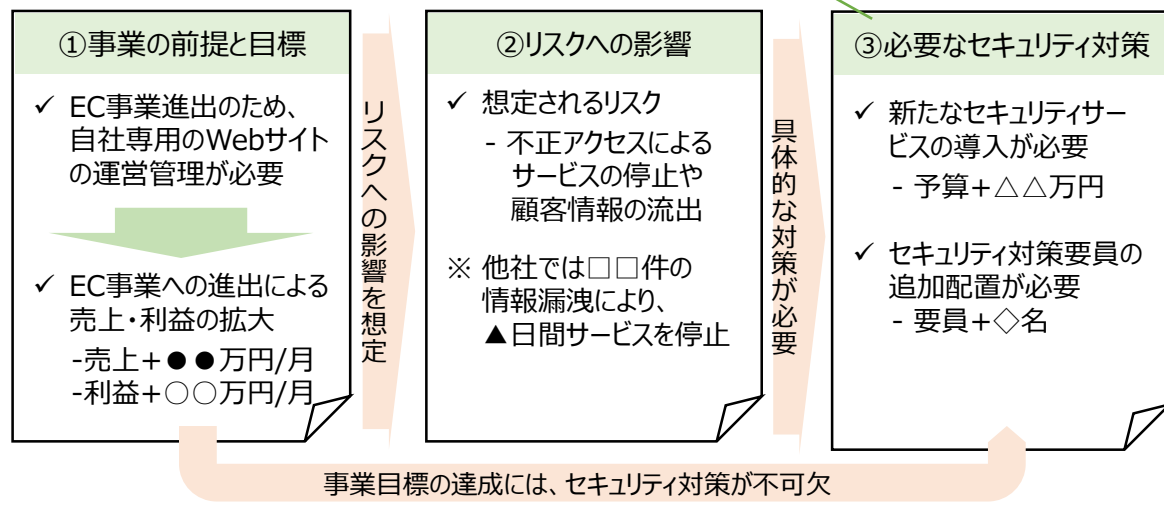 ①事業の前提と目標
✓ EC事業進出のため、
自社専用のWebサイト
の運営管理が必要
✓ EC事業への進出による
売上・利益の拡大
-売上+●●万円/月
-利益+○○万円/月
リスクへの影響を想定
②リスクへの影響
✓ 想定されるリスク
- 不正アクセスによる
サービスの停止や
顧客情報の流出
※ 他社では□□件の
情報漏洩により、
▲日間サービスを停止
具体的な対策が必要
③必要なセキュリティ対策
✓ 新たなセキュリティサー
ビスの導入が必要
- 予算+△△万円
✓ セキュリティ対策要員の
追加配置が必要
- 要員+◇名
事業目標の達成には、セキュリティ対策が不可欠